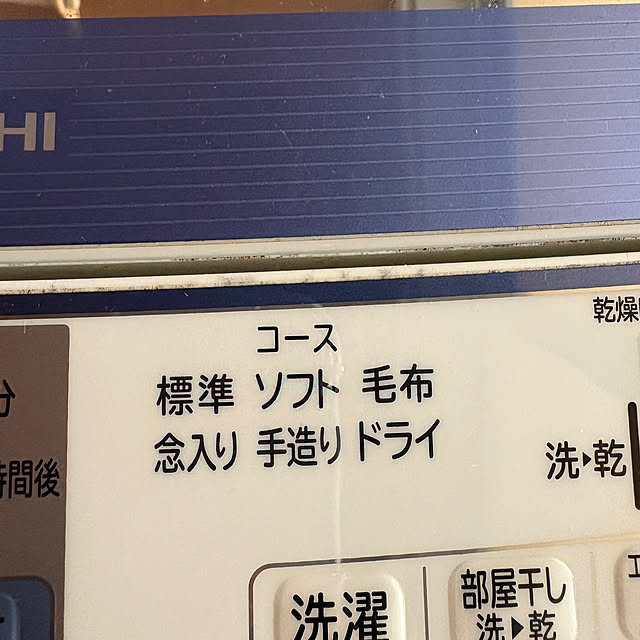 HI
コース
乾燥
標準 ソフト 毛布
分
念入り 手造り ドライ
洗▶乾
時間後
洗濯
部屋干し
洗▶乾